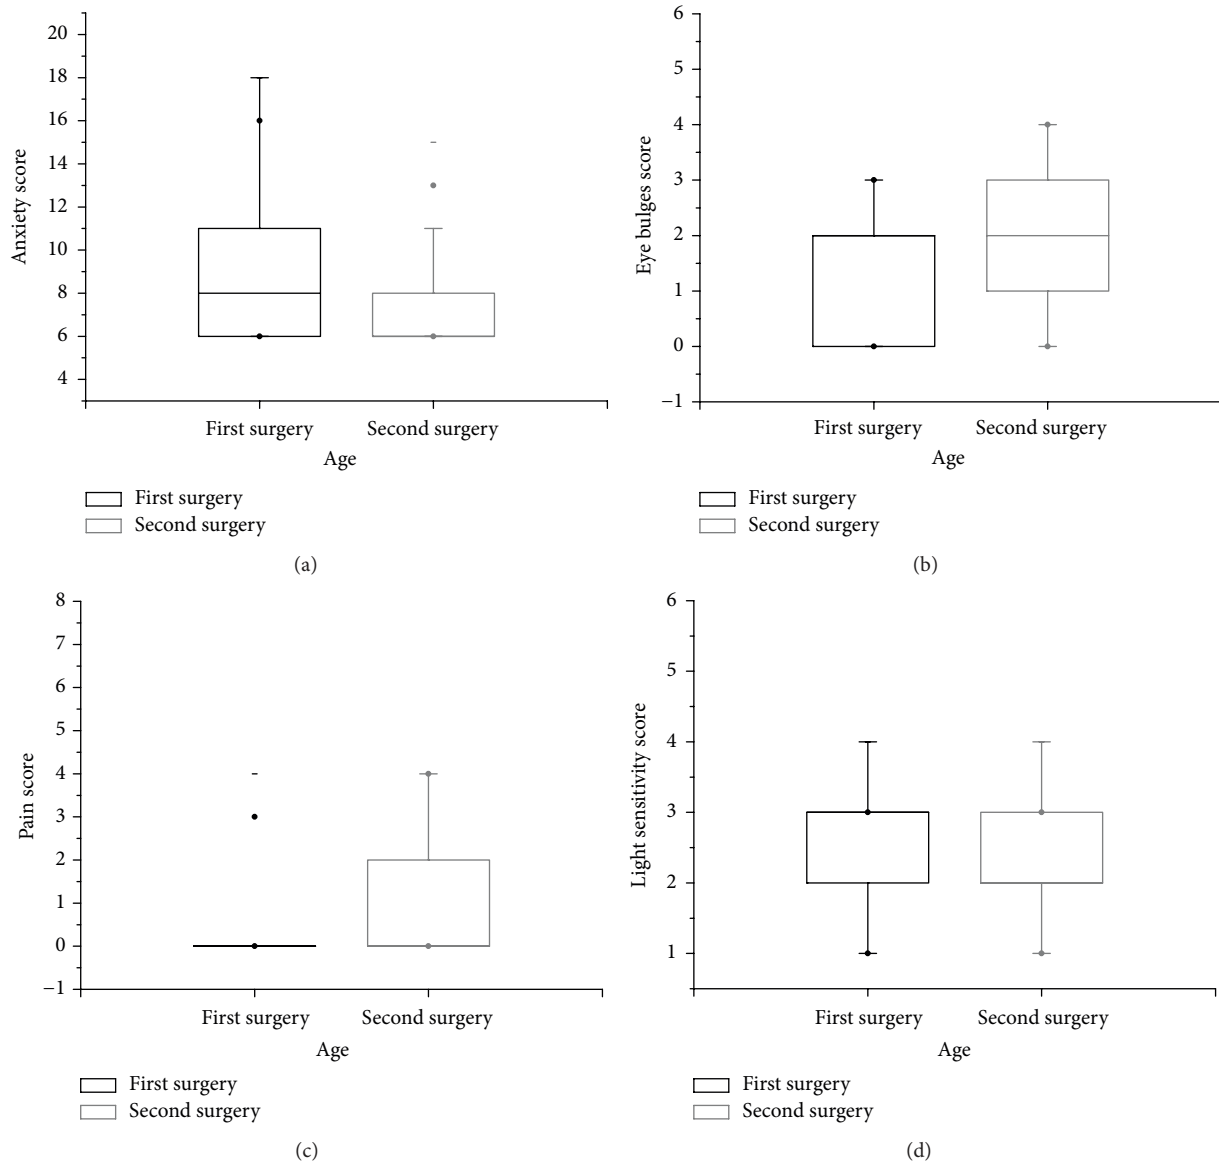 20
18
16
14
12
10
8
6
4
Anxiety score
First surgery Second surgery
Age
First surgery
Second surgery
(a)
6
5
4
3
2
1
0
−1
Eye bulges score
First surgery Second surgery
Age
First surgery
Second surgery
(b)
8
7
6
5
4
3
2
1
0
−1
Pain score
First surgery Second surgery
Age
First surgery
Second surgery
(c)
6
5
4
3
2
1
Light sensitivity score
First surgery Second surgery
Age
First surgery
Second surgery
(d)